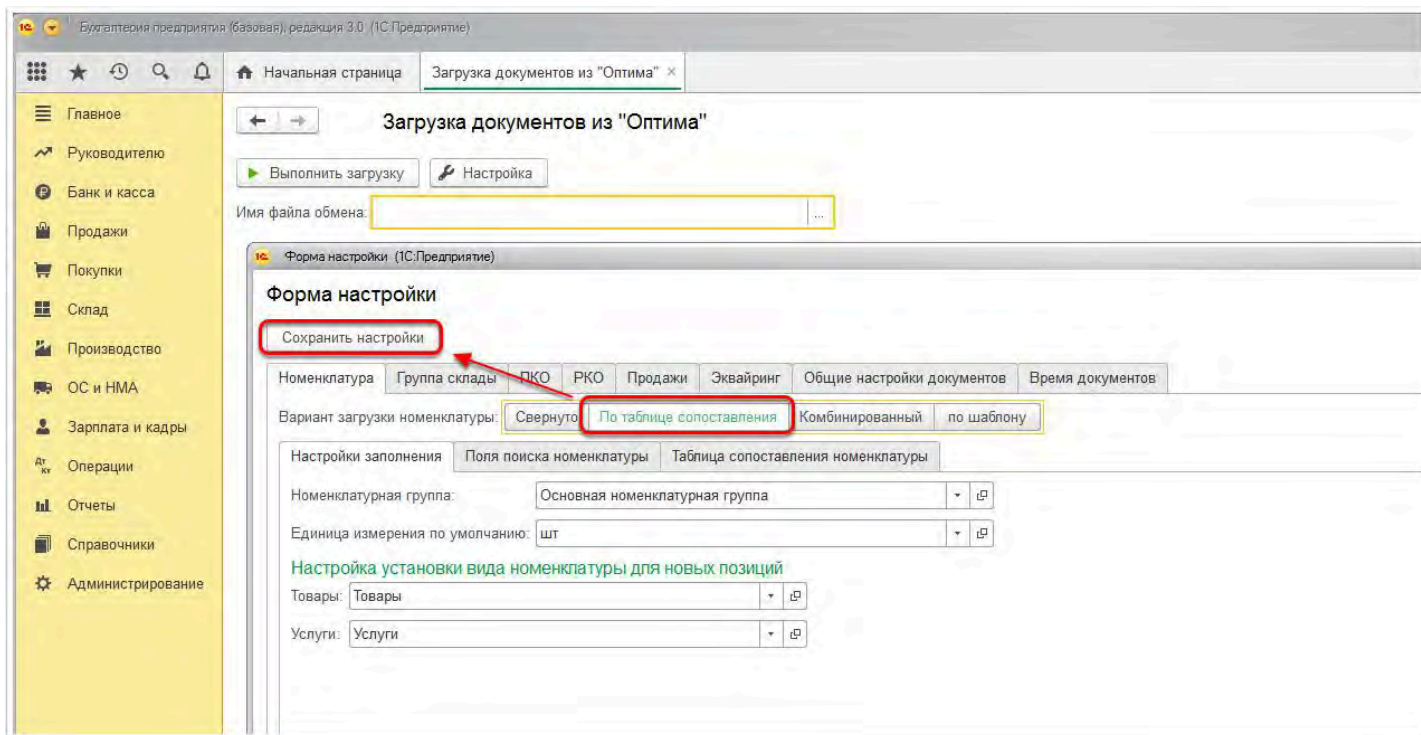 1С Бухгалтерия предприятия (базовая), редакция 3.0 (1С:Предприятие)
Начальная страница Загрузка документов из "Оптима" ×
Главное
Руководителю
Банк и касса
Продажи
Покупки
Склад
Производство
ОС и НМА
Зарплата и кадры
Дт Кт Операции
Отчеты
Справочники
Администрирование
Загрузка документов из "Оптима"
Выполнить загрузку Настройка
Имя файла обмена: ...
1С Форма настройки (1С:Предприятие)
Форма настройки
Сохранить настройки
Номенклатура Группа склады ПКО РКО Продажи Эквайринг Общие настройки документов Время документов
Вариант загрузки номенклатуры: Свернуто По таблице сопоставления Комбинированный по шаблону
Настройки заполнения Поля поиска номенклатуры Таблица сопоставления номенклатуры
Номенклатурная группа: Основная номенклатурная группа
Единица измерения по умолчанию: шт
Настройка установки вида номенклатуры для новых позиций
Товары: Товары
Услуги: Услуги